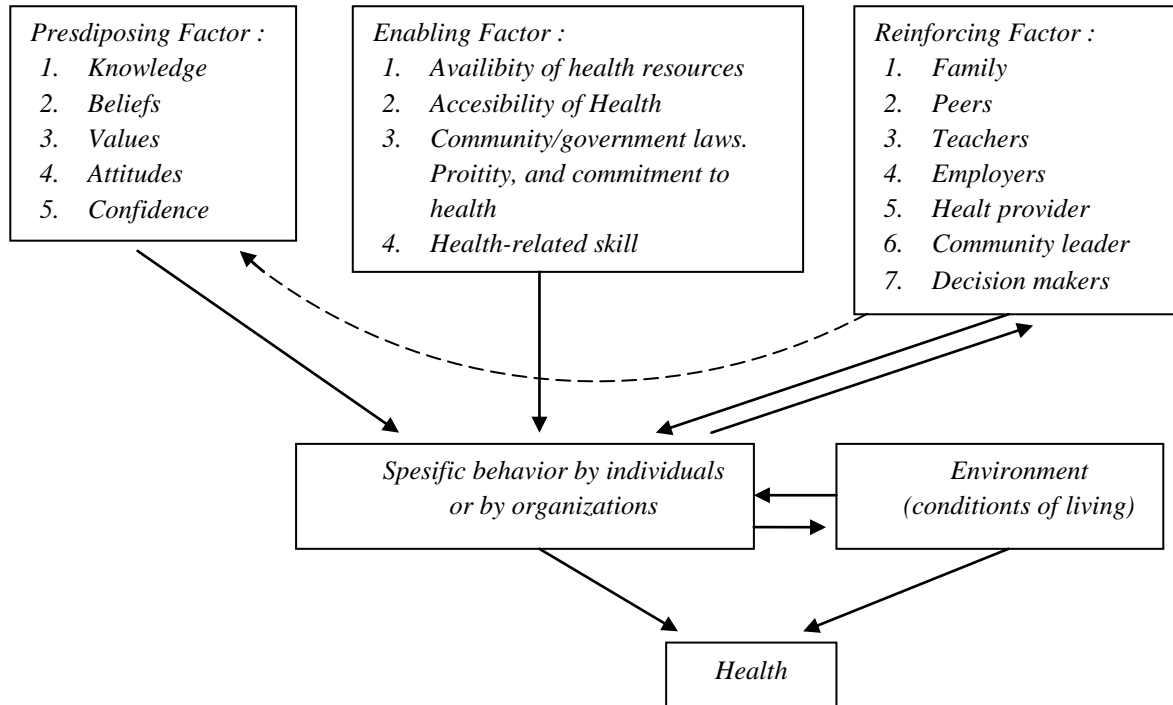 Presdiposing Factor :
1. Knowledge
2. Beliefs
3. Values
4. Attitudes
5. Confidence
Enabling Factor :
1. Availibity of health resources
2. Accesibility of Health
3. Community/government laws.
Proitity, and commitment to
health
4. Health-related skill
Reinforcing Factor :
1. Family
2. Peers
3. Teachers
4. Employers
5. Healt provider
6. Community leader
7. Decision makers
Spesific behavior by individuals
or by organizations
Environment
(conditionts of living)
Health